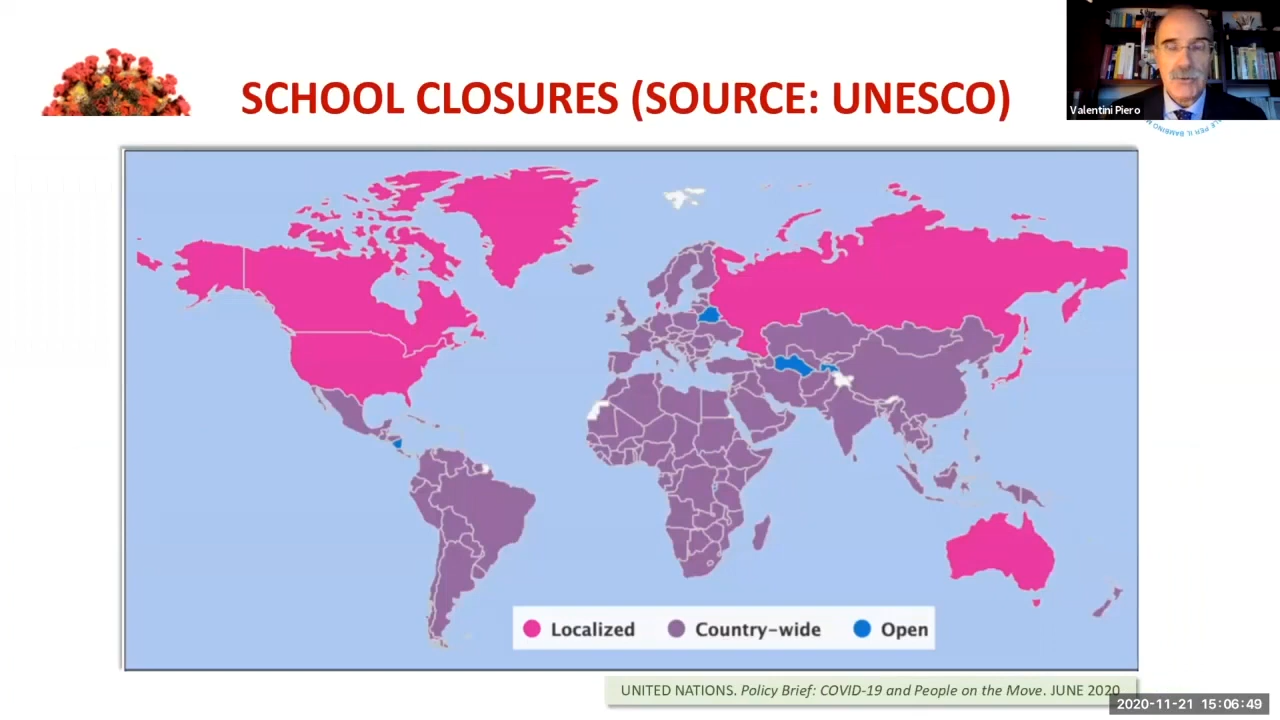 SCHOOL CLOSURES (SOURCE: UNESCO)
Valentini Piero
Localized
Country-wide
Open
UNITED NATIONS. Policy Brief: COVID-19 and People on the Move. JUNE 2020
2020-11-21 15:06:49